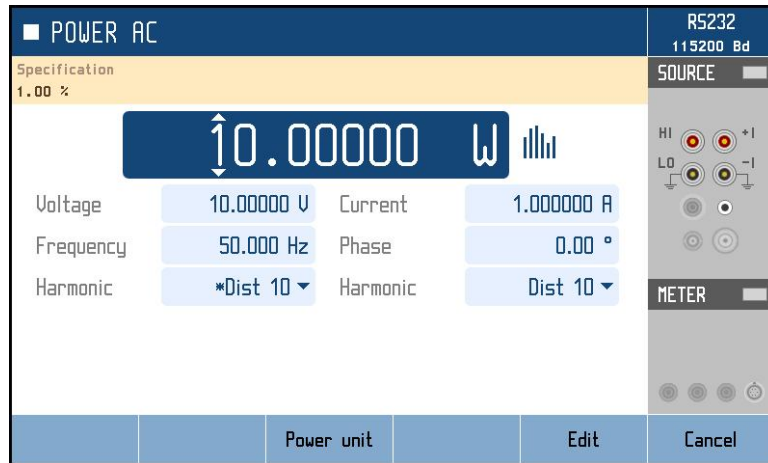 POWER AC
RS232
115200 Bd
Specification
1.00 %
SOURCE
10.00000 W
HI
+I
LO
-I
Voltage 10.00000 V Current 1.000000 A
Frequency 50.000 Hz Phase 0.00 °
Harmonic *Dist 10 Harmonic Dist 10
METER
Power unit Edit Cancel